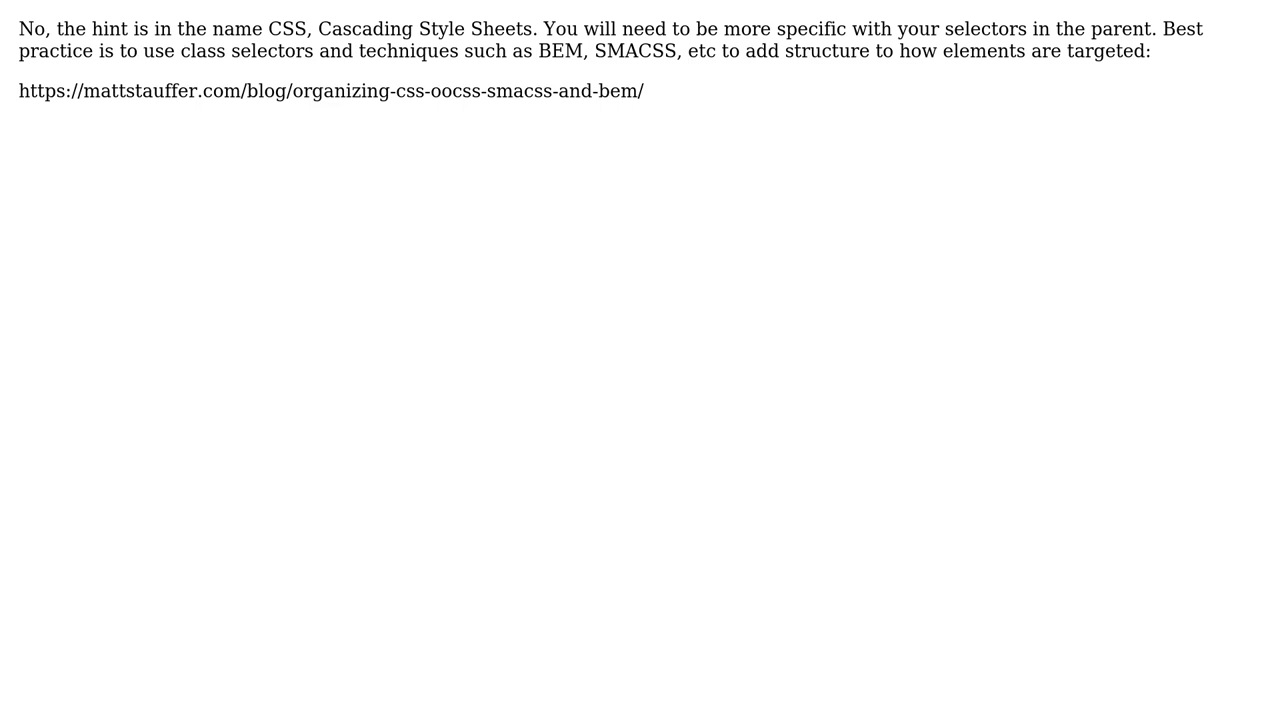 No, the hint is in the name CSS, Cascading Style Sheets. You will need to be more specific with your selectors in the parent. Best
practice is to use class selectors and techniques such as BEM, SMACSS, etc to add structure to how elements are targeted:
https://mattstauffer.com/blog/organizing-css-oocss-smacss-and-bem/